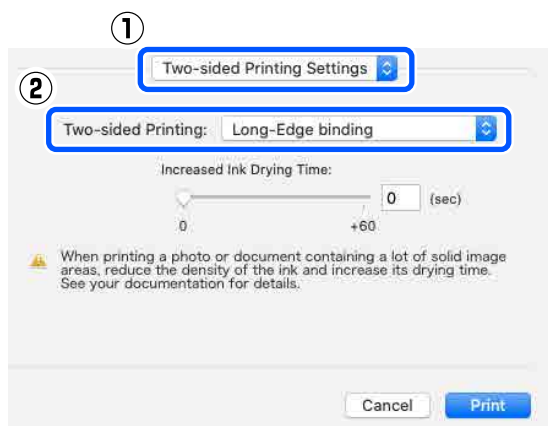 ①
Two-sided Printing Settings
②
Two-sided Printing: Long-Edge binding
Increased Ink Drying Time:
0 (sec)
0 +60
When printing a photo or document containing a lot of solid image
areas, reduce the density of the ink and increase its drying time.
See your documentation for details.
Cancel Print